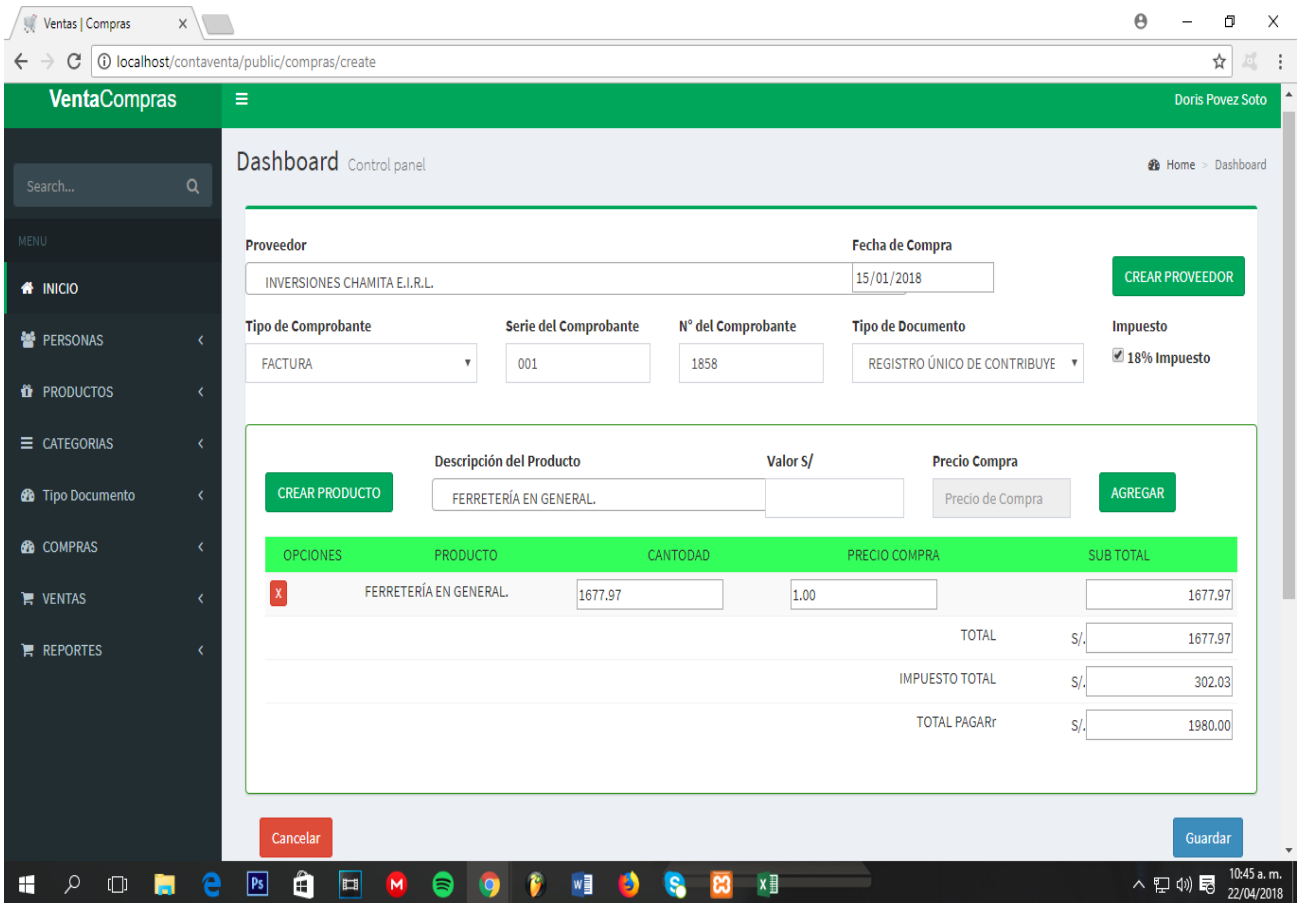 Ventas | Compras
localhost/contaventa/public/compras/create
VentaCompras
Doris Povez Soto
Dashboard Control panel
Home > Dashboard
Search...
MENU
INICIO
PERSONAS
PRODUCTOS
CATEGORIAS
Tipo Documento
COMPRAS
VENTAS
REPORTES
Proveedor
Fecha de Compra
INVERSIONES CHAMITA E.I.R.L.
15/01/2018
CREAR PROVEEDOR
Tipo de Comprobante
Serie del Comprobante
N° del Comprobante
Tipo de Documento
Impuesto
FACTURA
001
1858
REGISTRO ÚNICO DE CONTRIBUYE
18% Impuesto
Descripción del Producto
Valor S/
Precio Compra
CREAR PRODUCTO
FERRETERÍA EN GENERAL.
Precio de Compra
AGREGAR
OPCIONES PRODUCTO CANTODAD PRECIO COMPRA SUB TOTAL
X FERRETERÍA EN GENERAL. 1677.97 1.00 1677.97
TOTAL S/. 1677.97
IMPUESTO TOTAL S/. 302.03
TOTAL PAGARr S/. 1980.00
Cancelar
Guardar
10:45 a. m.
22/04/2018